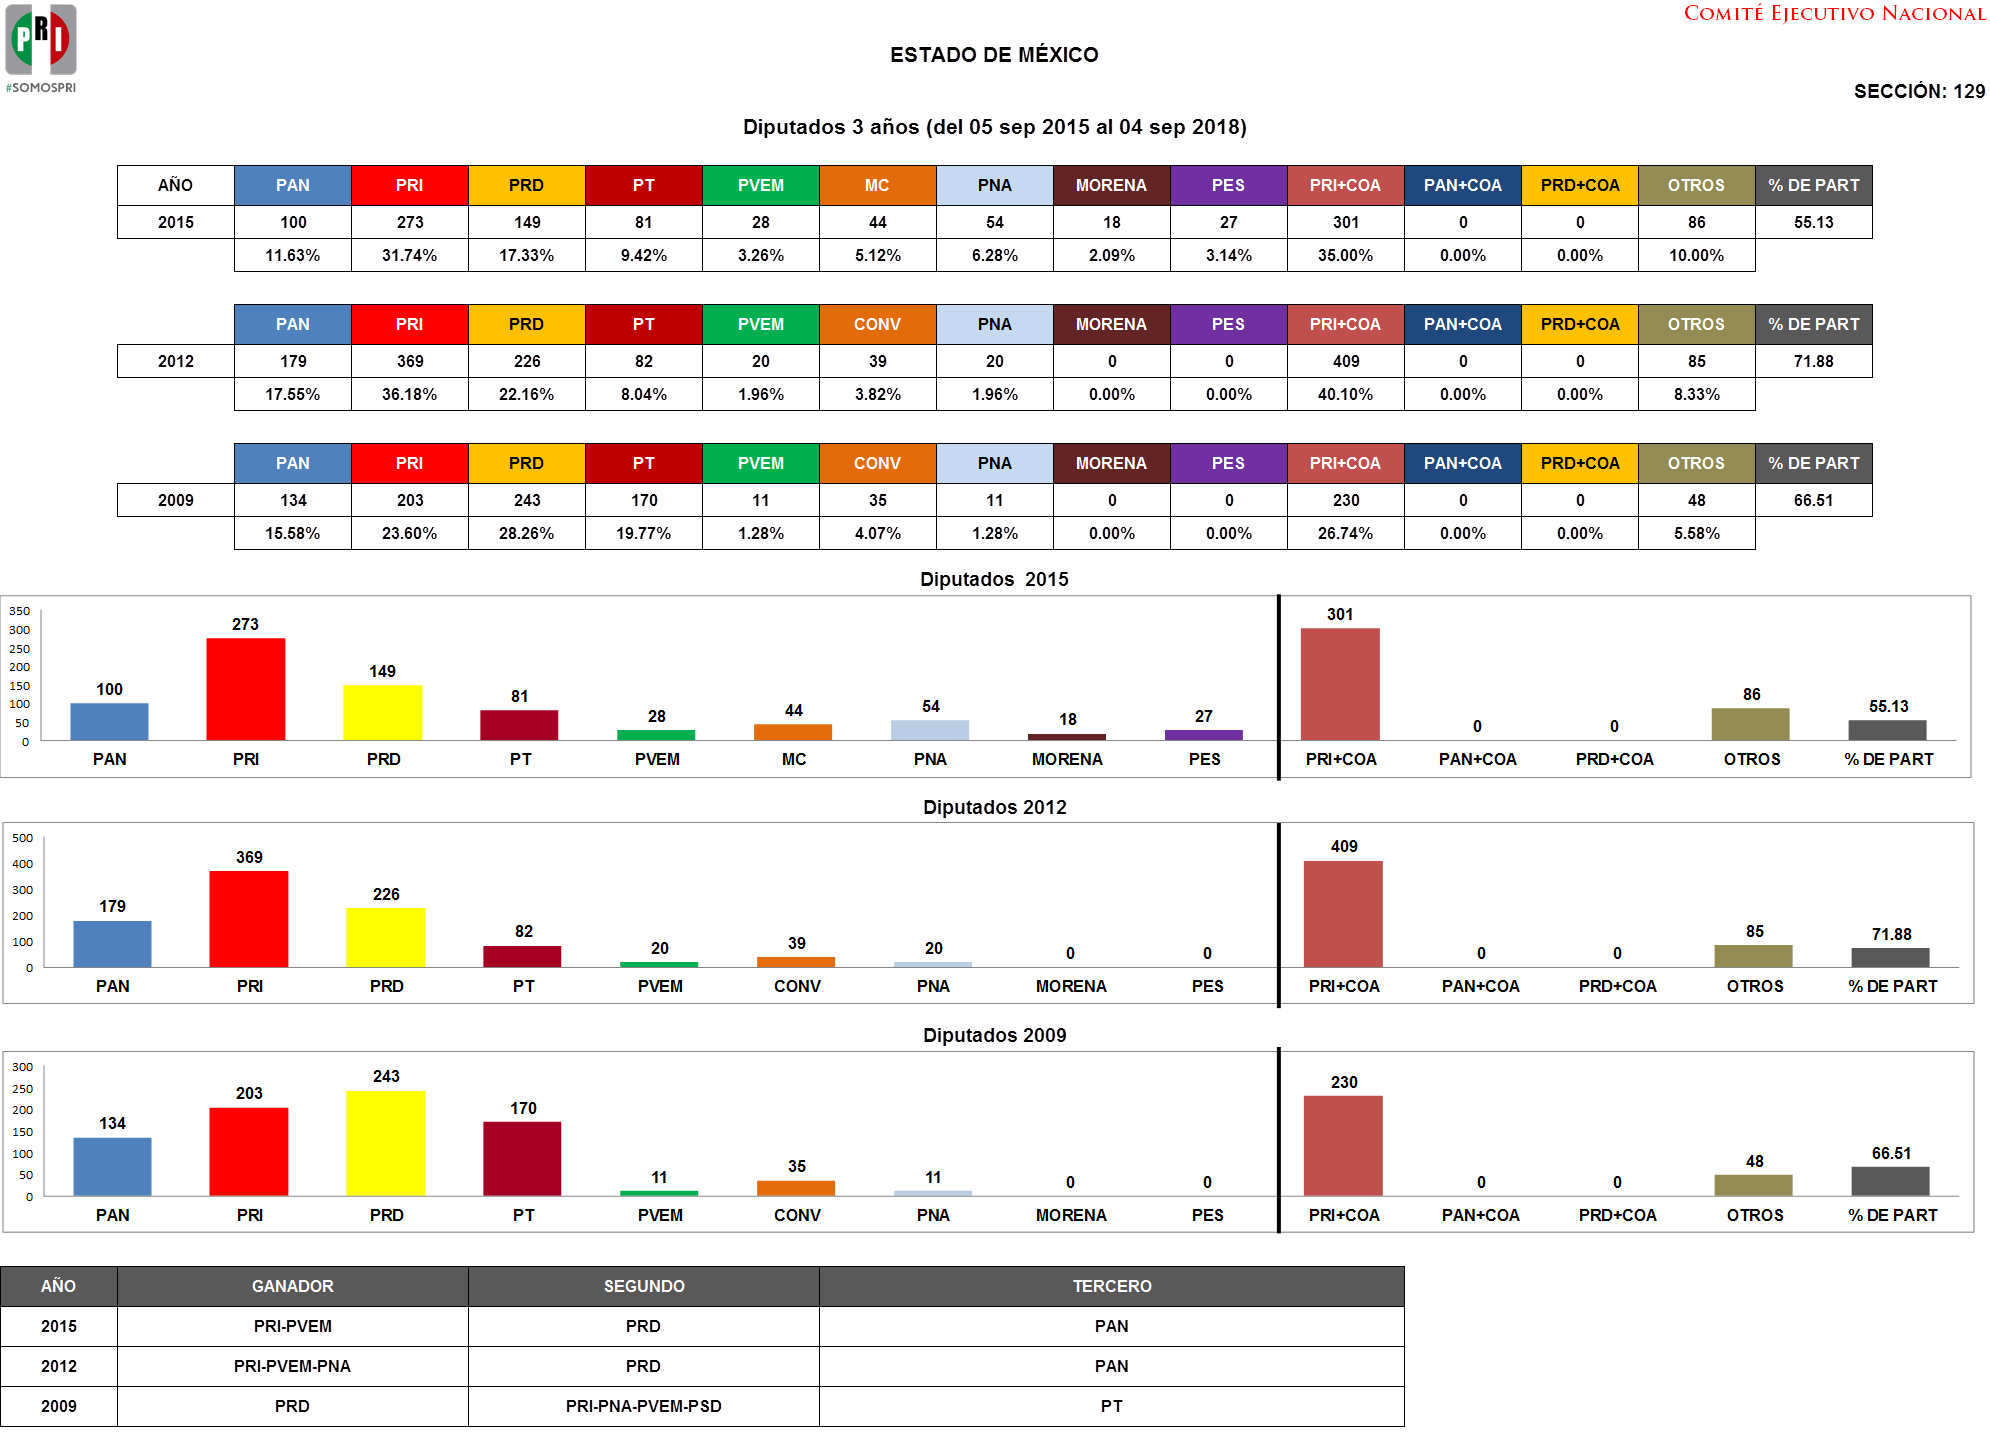 PRI
#SOMOSPRI
COMITÉ EJECUTIVO NACIONAL
ESTADO DE MÉXICO
SECCIÓN: 129
Diputados 3 años (del 05 sep 2015 al 04 sep 2018)
AÑO PAN PRI PRD PT PVEM MC PNA MORENA PES PRI+COA PAN+COA PRD+COA OTROS % DE PART
2015 100 273 149 81 28 44 54 18 27 301 0 0 86 55.13
11.63% 31.74% 17.33% 9.42% 3.26% 5.12% 6.28% 2.09% 3.14% 35.00% 0.00% 0.00% 10.00%
PAN PRI PRD PT PVEM CONV PNA MORENA PES PRI+COA PAN+COA PRD+COA OTROS % DE PART
2012 179 369 226 82 20 39 20 0 0 409 0 0 85 71.88
17.55% 36.18% 22.16% 8.04% 1.96% 3.82% 1.96% 0.00% 0.00% 40.10% 0.00% 0.00% 8.33%
PAN PRI PRD PT PVEM CONV PNA MORENA PES PRI+COA PAN+COA PRD+COA OTROS % DE PART
2009 134 203 243 170 11 35 11 0 0 230 0 0 48 66.51
15.58% 23.60% 28.26% 19.77% 1.28% 4.07% 1.28% 0.00% 0.00% 26.74% 0.00% 0.00% 5.58%
Diputados 2015
350
300
250
200
150
100
50
0
100 273 149 81 28 44 54 18 27 301 0 0 86 55.13
PAN PRI PRD PT PVEM MC PNA MORENA PES PRI+COA PAN+COA PRD+COA OTROS % DE PART
Diputados 2012
500
400
300
200
100
0
179 369 226 82 20 39 20 0 0 409 0 0 85 71.88
PAN PRI PRD PT PVEM CONV PNA MORENA PES PRI+COA PAN+COA PRD+COA OTROS % DE PART
Diputados 2009
300
250
200
150
100
50
0
134 203 243 170 11 35 11 0 0 230 0 0 48 66.51
PAN PRI PRD PT PVEM CONV PNA MORENA PES PRI+COA PAN+COA PRD+COA OTROS % DE PART
AÑO GANADOR SEGUNDO TERCERO
2015 PRI-PVEM PRD PAN
2012 PRI-PVEM-PNA PRD PAN
2009 PRD PRI-PNA-PVEM-PSD PT